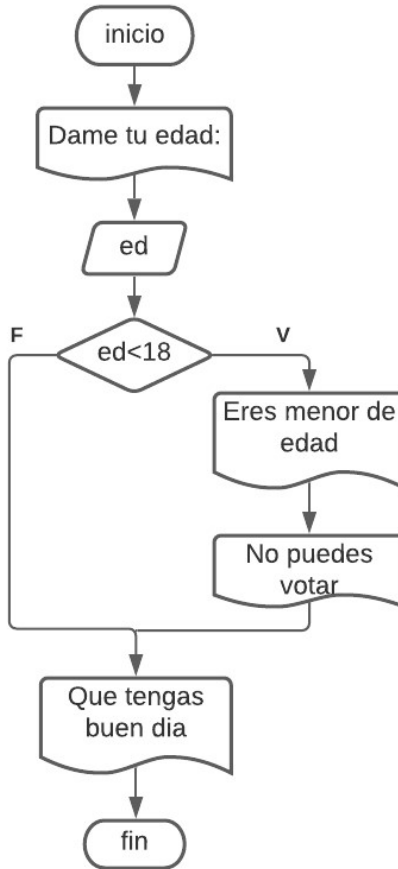 inicio
Dame tu edad:
ed
ed<18
F
V
Eres menor de
edad
No puedes
votar
Que tengas
buen dia
fin